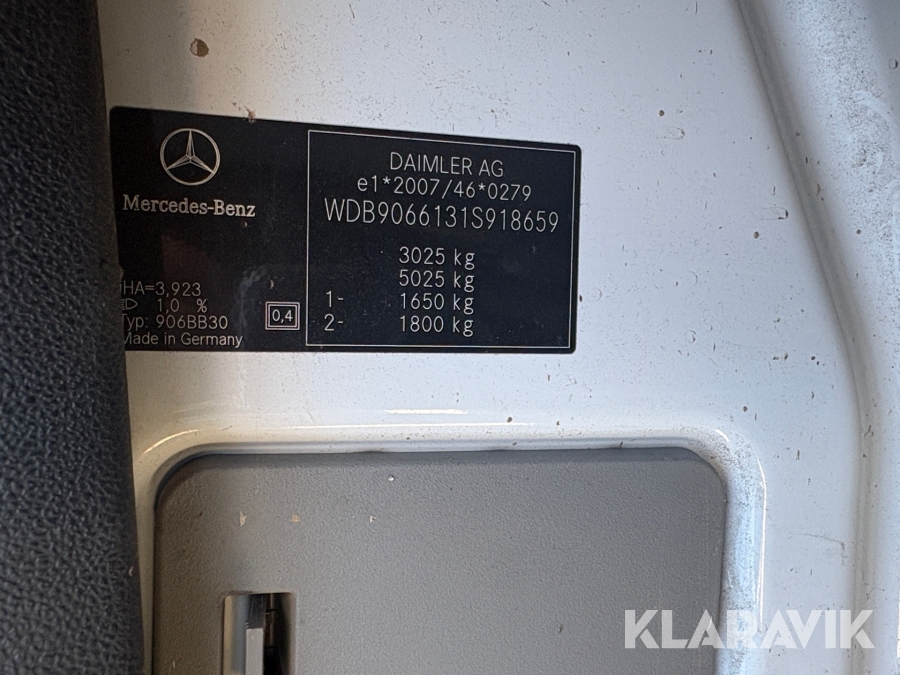 Mercedes-Benz
HA=3,923
1,0 %
Typ: 906BB30
Made in Germany
0,4
DAIMLER AG
e1*2007/46*0279
WDB9066131S918659
3025 kg
5025 kg
1- 1650 kg
2- 1800 kg
KLARAVIK